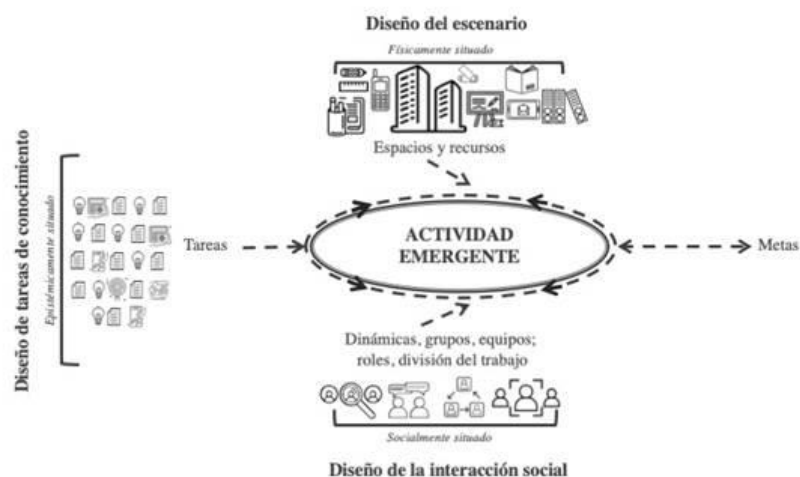 Diseño del escenario
Físicamente situado
Espacios y recursos
Diseño de tareas de conocimiento
Epistémicamente situado
Tareas
ACTIVIDAD
EMERGENTE
Metas
Dinámicas, grupos, equipos;
roles, división del trabajo
Socialmente situado
Diseño de la interacción social